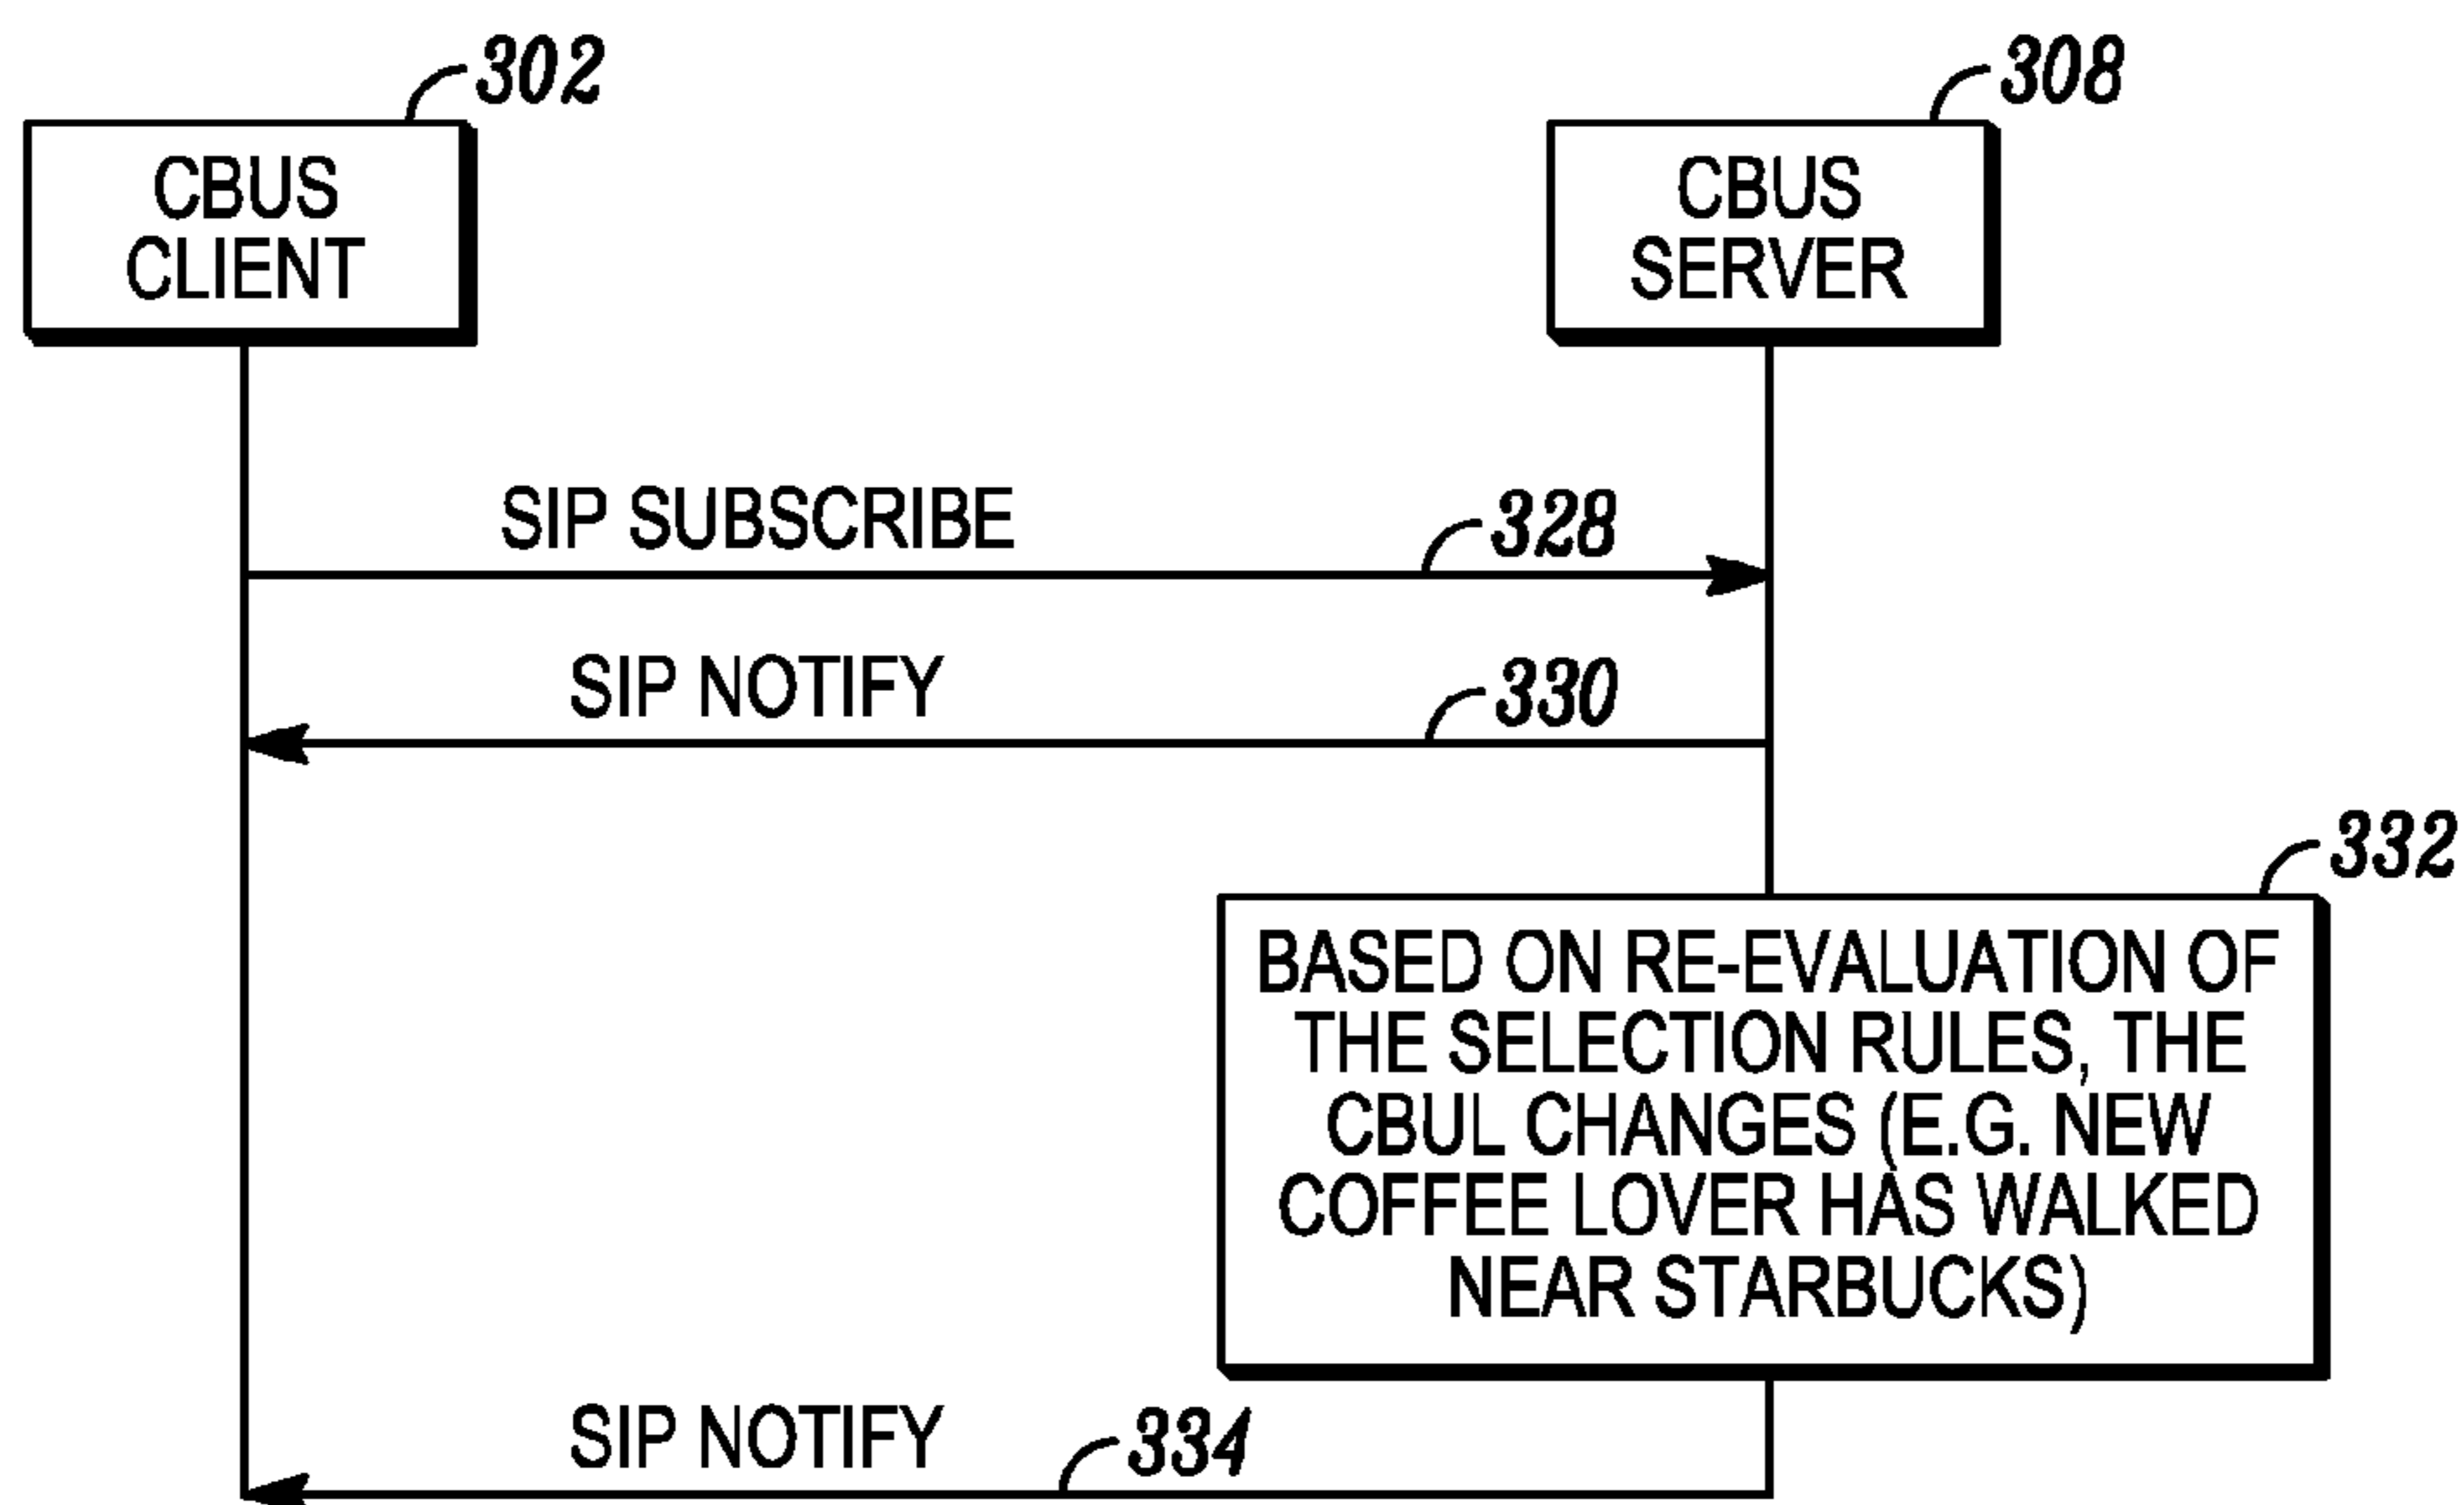 302
308
CBUS
CLIENT
CBUS
SERVER
SIP SUBSCRIBE
328
SIP NOTIFY
330
332
BASED ON RE-EVALUATION OF
THE SELECTION RULES, THE
CBUL CHANGES (E.G. NEW
COFFEE LOVER HAS WALKED
NEAR STARBUCKS)
SIP NOTIFY
334